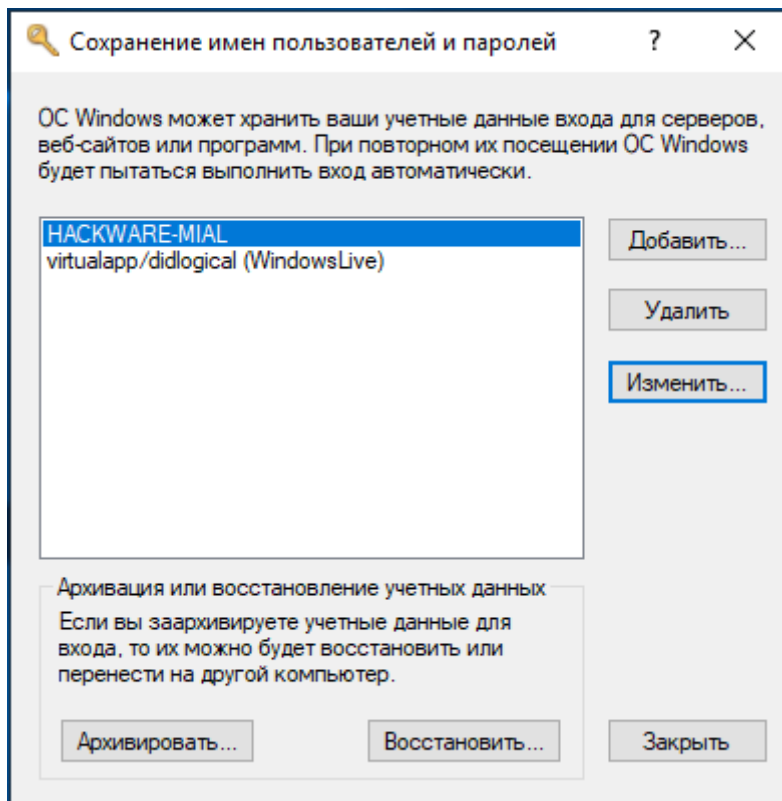 Сохранение имен пользователей и паролей ?
ОС Windows может хранить ваши учетные данные входа для серверов,
веб-сайтов или программ. При повторном их посещении ОС Windows
будет пытаться выполнить вход автоматически.
HACKWARE-MIAL
virtualapp/didlogical (WindowsLive)
Добавить...
Удалить
Изменить...
Архивация или восстановление учетных данных
Если вы заархивируете учетные данные для
входа, то их можно будет восстановить или
перенести на другой компьютер.
Архивировать...
Восстановить...
Закрыть